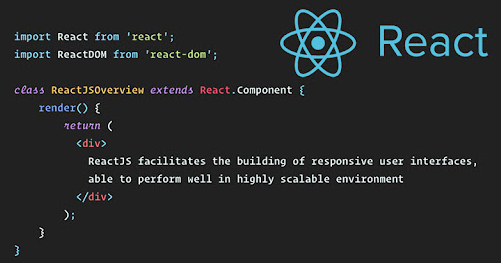 React
import React from 'react';
import ReactDOM from 'react-dom';
class ReactJSOverview extends React.Component {
render() {
return (
<div>
ReactJS facilitates the building of responsive user interfaces,
able to perform well in highly scalable environment
</div>
);
}
}